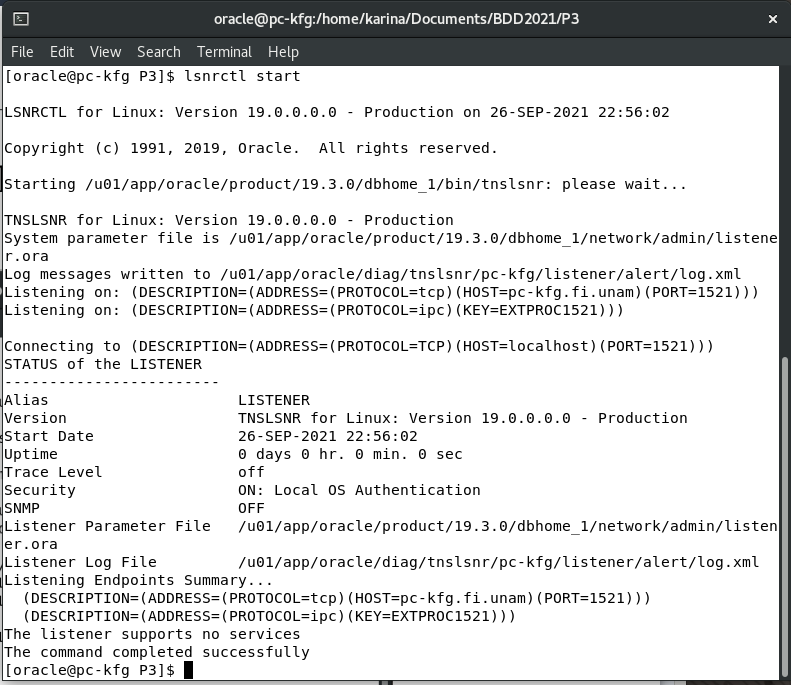 oracle@pc-kfg:/home/karina/Documents/BDD2021/P3
File Edit View Search Terminal Help
[oracle@pc-kfg P3]$ lsnrctl start
LSNRCTL for Linux: Version 19.0.0.0.0 - Production on 26-SEP-2021 22:56:02
Copyright (c) 1991, 2019, Oracle.  All rights reserved.
Starting /u01/app/oracle/product/19.3.0/dbhome_1/bin/tnslsnr: please wait...
TNSLSNR for Linux: Version 19.0.0.0.0 - Production
System parameter file is /u01/app/oracle/product/19.3.0/dbhome_1/network/admin/listene
r.ora
Log messages written to /u01/app/oracle/diag/tnslsnr/pc-kfg/listener/alert/log.xml
Listening on: (DESCRIPTION=(ADDRESS=(PROTOCOL=tcp)(HOST=pc-kfg.fi.unam)(PORT=1521)))
Listening on: (DESCRIPTION=(ADDRESS=(PROTOCOL=ipc)(KEY=EXTPROC1521)))
Connecting to (DESCRIPTION=(ADDRESS=(PROTOCOL=TCP)(HOST=localhost)(PORT=1521)))
STATUS of the LISTENER
------------------------
Alias                     LISTENER
Version                   TNSLSNR for Linux: Version 19.0.0.0.0 - Production
Start Date                26-SEP-2021 22:56:02
Uptime                    0 days 0 hr. 0 min. 0 sec
Trace Level               off
Security                  ON: Local OS Authentication
SNMP                      OFF
Listener Parameter File   /u01/app/oracle/product/19.3.0/dbhome_1/network/admin/listen
er.ora
Listener Log File         /u01/app/oracle/diag/tnslsnr/pc-kfg/listener/alert/log.xml
Listening Endpoints Summary...
  (DESCRIPTION=(ADDRESS=(PROTOCOL=tcp)(HOST=pc-kfg.fi.unam)(PORT=1521)))
  (DESCRIPTION=(ADDRESS=(PROTOCOL=ipc)(KEY=EXTPROC1521)))
The listener supports no services
The command completed successfully
[oracle@pc-kfg P3]$